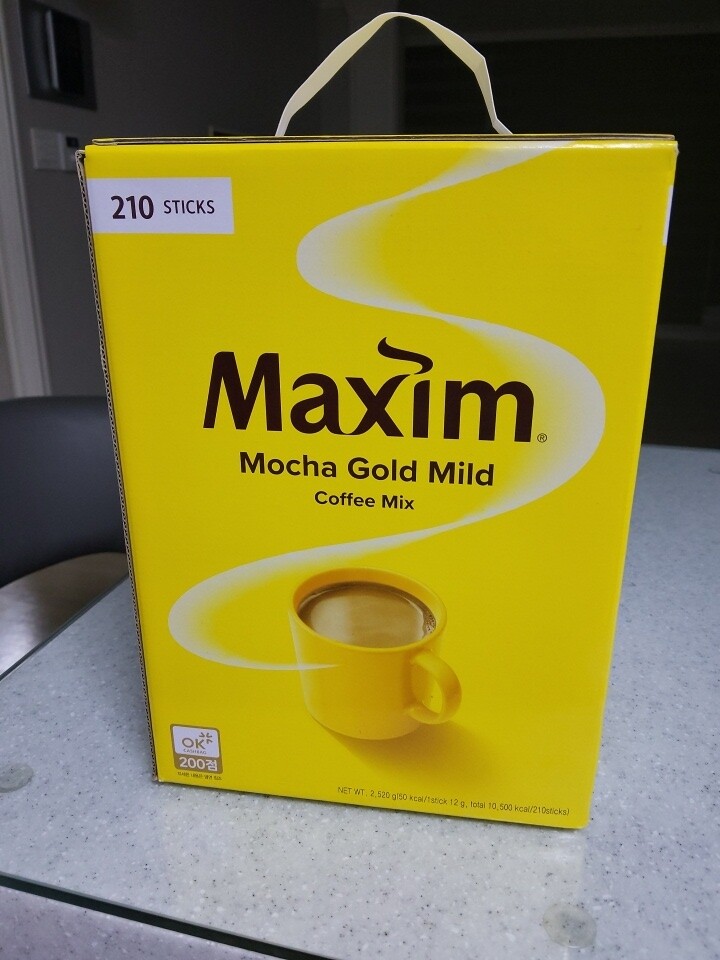 210 STICKS
Maxim®
Mocha Gold Mild
Coffee Mix
OK
CASHBAG
200점
NET WT. 2,520 g(50 kcal/1stick 12 g, total 10,500 kcal/210sticks)